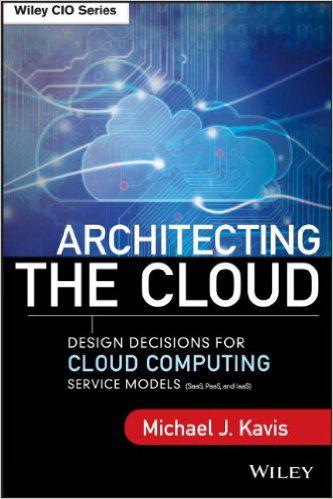 Wiley CIO Series
ARCHITECTING
THE CLOUD
DESIGN DECISIONS FOR
CLOUD COMPUTING
SERVICE MODELS (SaaS, PaaS, and IaaS)
Michael J. Kavis
WILEY